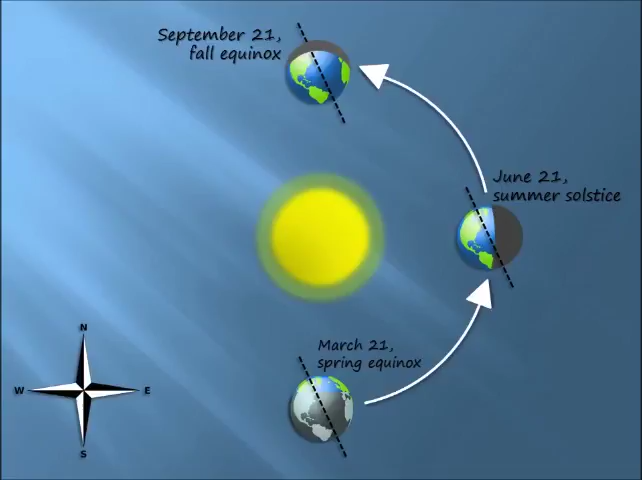 September 21,
fall equinox
June 21,
summer solstice
March 21,
spring equinox
N
W
E
S